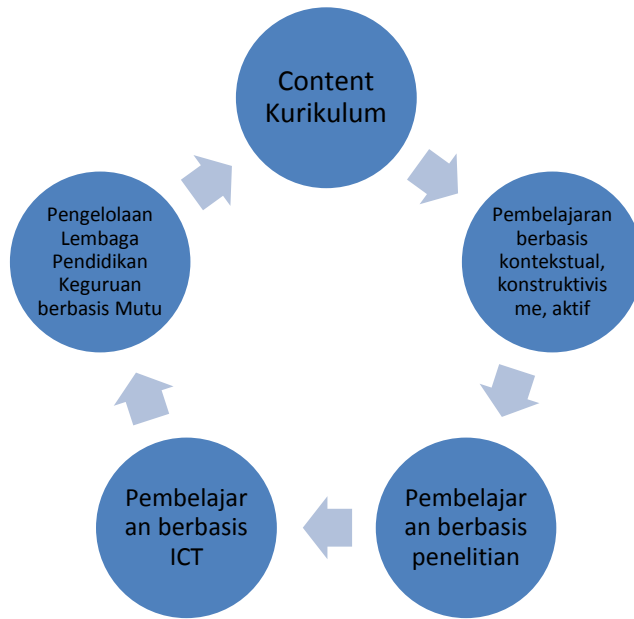 Content
Kurikulum
Pembelajaran
berbasis
kontekstual,
konstruktivis
me, aktif
Pembelajar
an berbasis
penelitian
Pembelajar
an berbasis
ICT
Pengelolaan
Lembaga
Pendidikan
Keguruan
berbasis Mutu